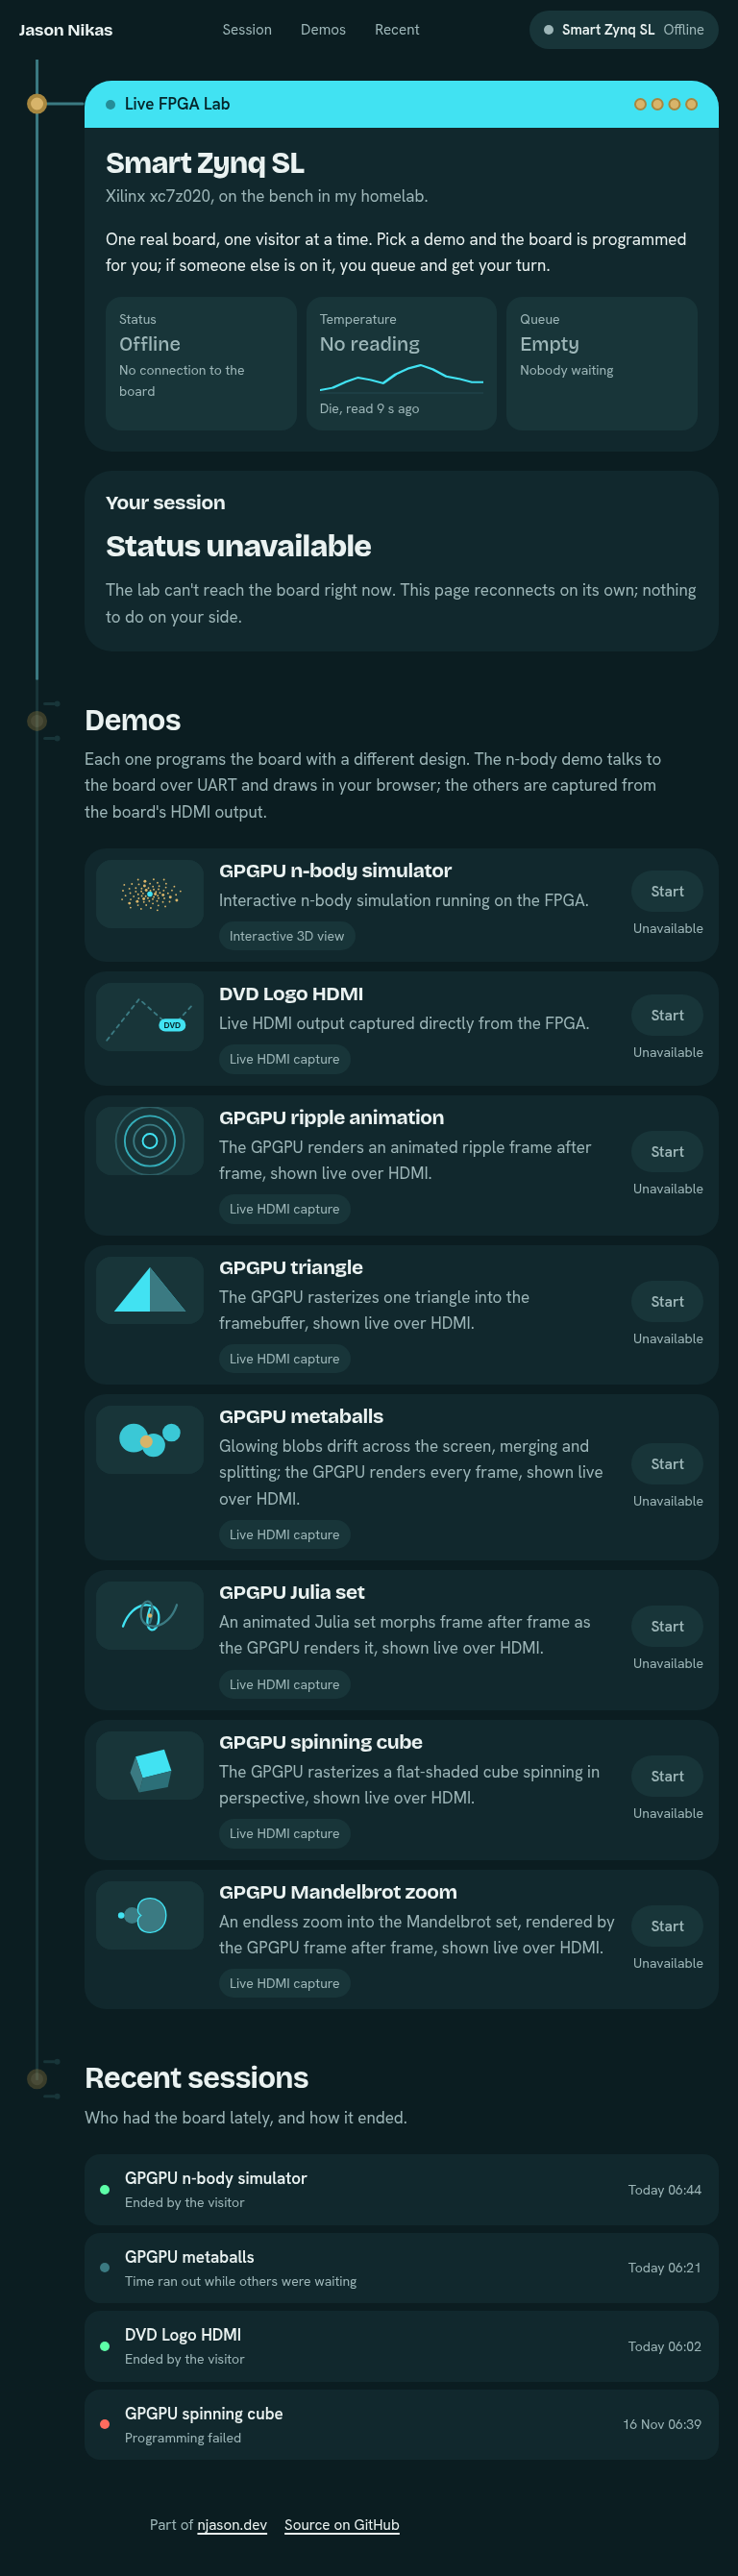 Jason Nikas
Session
Demos
Recent
Smart Zynq SL Offline
Live FPGA Lab
Smart Zynq SL
Xilinx xc7z020, on the bench in my homelab.
One real board, one visitor at a time. Pick a demo and the board is programmed
for you; if someone else is on it, you queue and get your turn.
Status
Offline
No connection to the
board
Temperature
No reading
Die, read 9 s ago
Queue
Empty
Nobody waiting
Your session
Status unavailable
The lab can't reach the board right now. This page reconnects on its own; nothing
to do on your side.
Demos
Each one programs the board with a different design. The n-body demo talks to
the board over UART and draws in your browser; the others are captured from
the board's HDMI output.
GPGPU n-body simulator
Interactive n-body simulation running on the FPGA.
Interactive 3D view
Start
Unavailable
DVD
DVD Logo HDMI
Live HDMI output captured directly from the FPGA.
Live HDMI capture
Start
Unavailable
GPGPU ripple animation
The GPGPU renders an animated ripple frame after
frame, shown live over HDMI.
Live HDMI capture
Start
Unavailable
GPGPU triangle
The GPGPU rasterizes one triangle into the
framebuffer, shown live over HDMI.
Live HDMI capture
Start
Unavailable
GPGPU metaballs
Glowing blobs drift across the screen, merging and
splitting; the GPGPU renders every frame, shown live
over HDMI.
Live HDMI capture
Start
Unavailable
GPGPU Julia set
An animated Julia set morphs frame after frame as
the GPGPU renders it, shown live over HDMI.
Live HDMI capture
Start
Unavailable
GPGPU spinning cube
The GPGPU rasterizes a flat-shaded cube spinning in
perspective, shown live over HDMI.
Live HDMI capture
Start
Unavailable
GPGPU Mandelbrot zoom
An endless zoom into the Mandelbrot set, rendered by
the GPGPU frame after frame, shown live over HDMI.
Live HDMI capture
Start
Unavailable
Recent sessions
Who had the board lately, and how it ended.
GPGPU n-body simulator
Ended by the visitor
Today 06:44
GPGPU metaballs
Time ran out while others were waiting
Today 06:21
DVD Logo HDMI
Ended by the visitor
Today 06:02
GPGPU spinning cube
Programming failed
16 Nov 06:39
Part of njason.dev
Source on GitHub